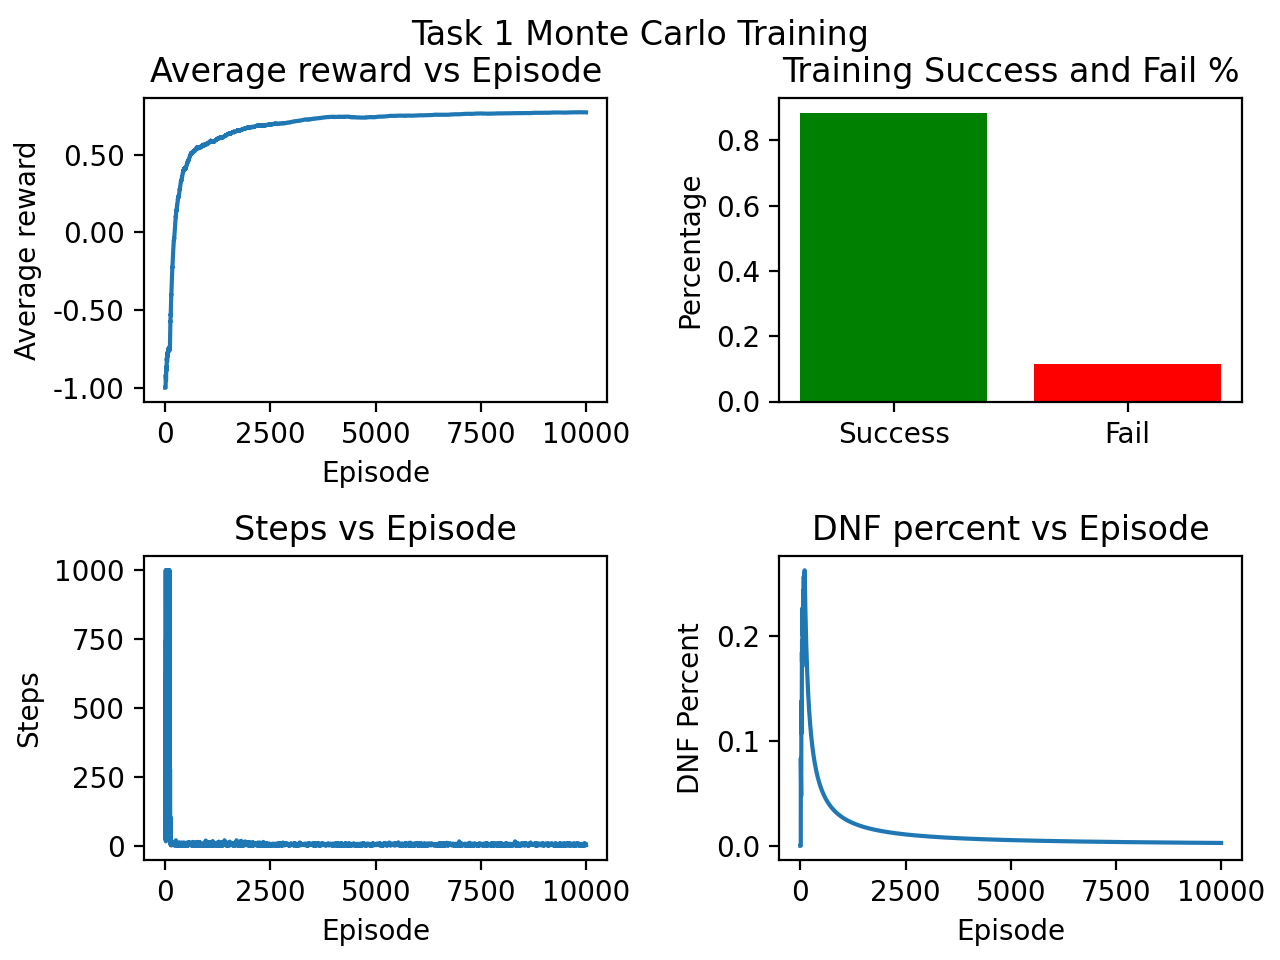 Task 1 Monte Carlo Training
Average reward vs Episode
Average reward
0.50
0.00
-0.50
-1.00
0 2500 5000 7500 10000
Episode
Training Success and Fail %
Percentage
0.8
0.6
0.4
0.2
0.0
Success Fail
Steps vs Episode
Steps
1000
750
500
250
0
0 2500 5000 7500 10000
Episode
DNF percent vs Episode
DNF Percent
0.2
0.1
0.0
0 2500 5000 7500 10000
Episode